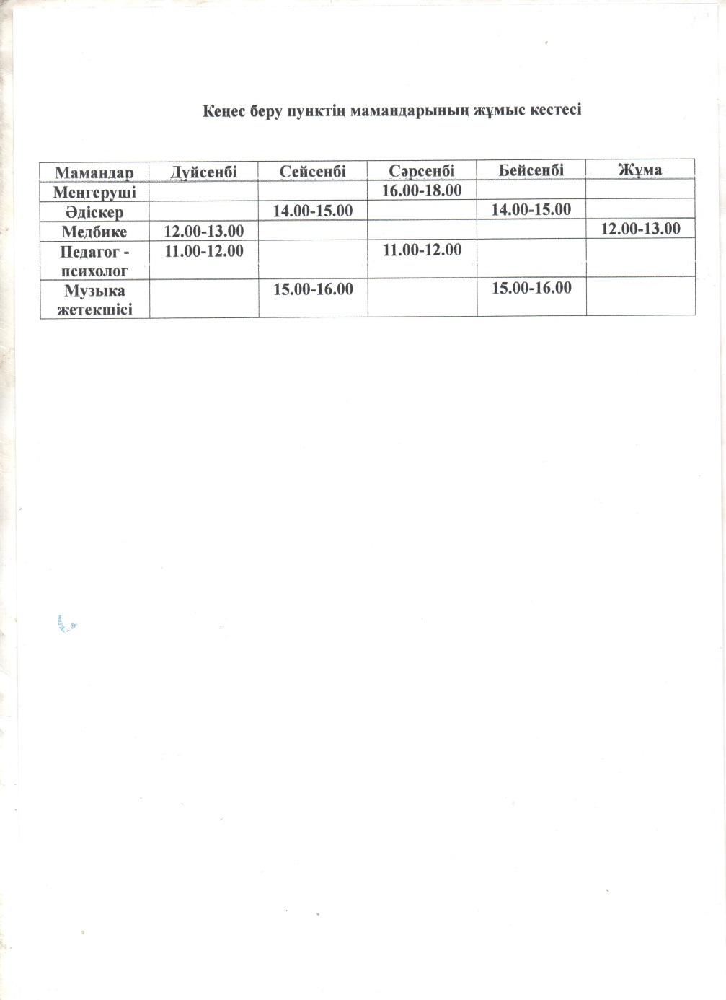 Кеңес беру пунктің мамандарының жұмыс кестесі
Мамандар Дүйсенбі Сейсенбі Сәрсенбі Бейсенбі Жұма
Меңгеруші 16.00-18.00
Әдіскер 14.00-15.00 14.00-15.00
Медбике 12.00-13.00 12.00-13.00
Педагог - 11.00-12.00 11.00-12.00
психолог
Музыка 15.00-16.00 15.00-16.00
жетекшісі